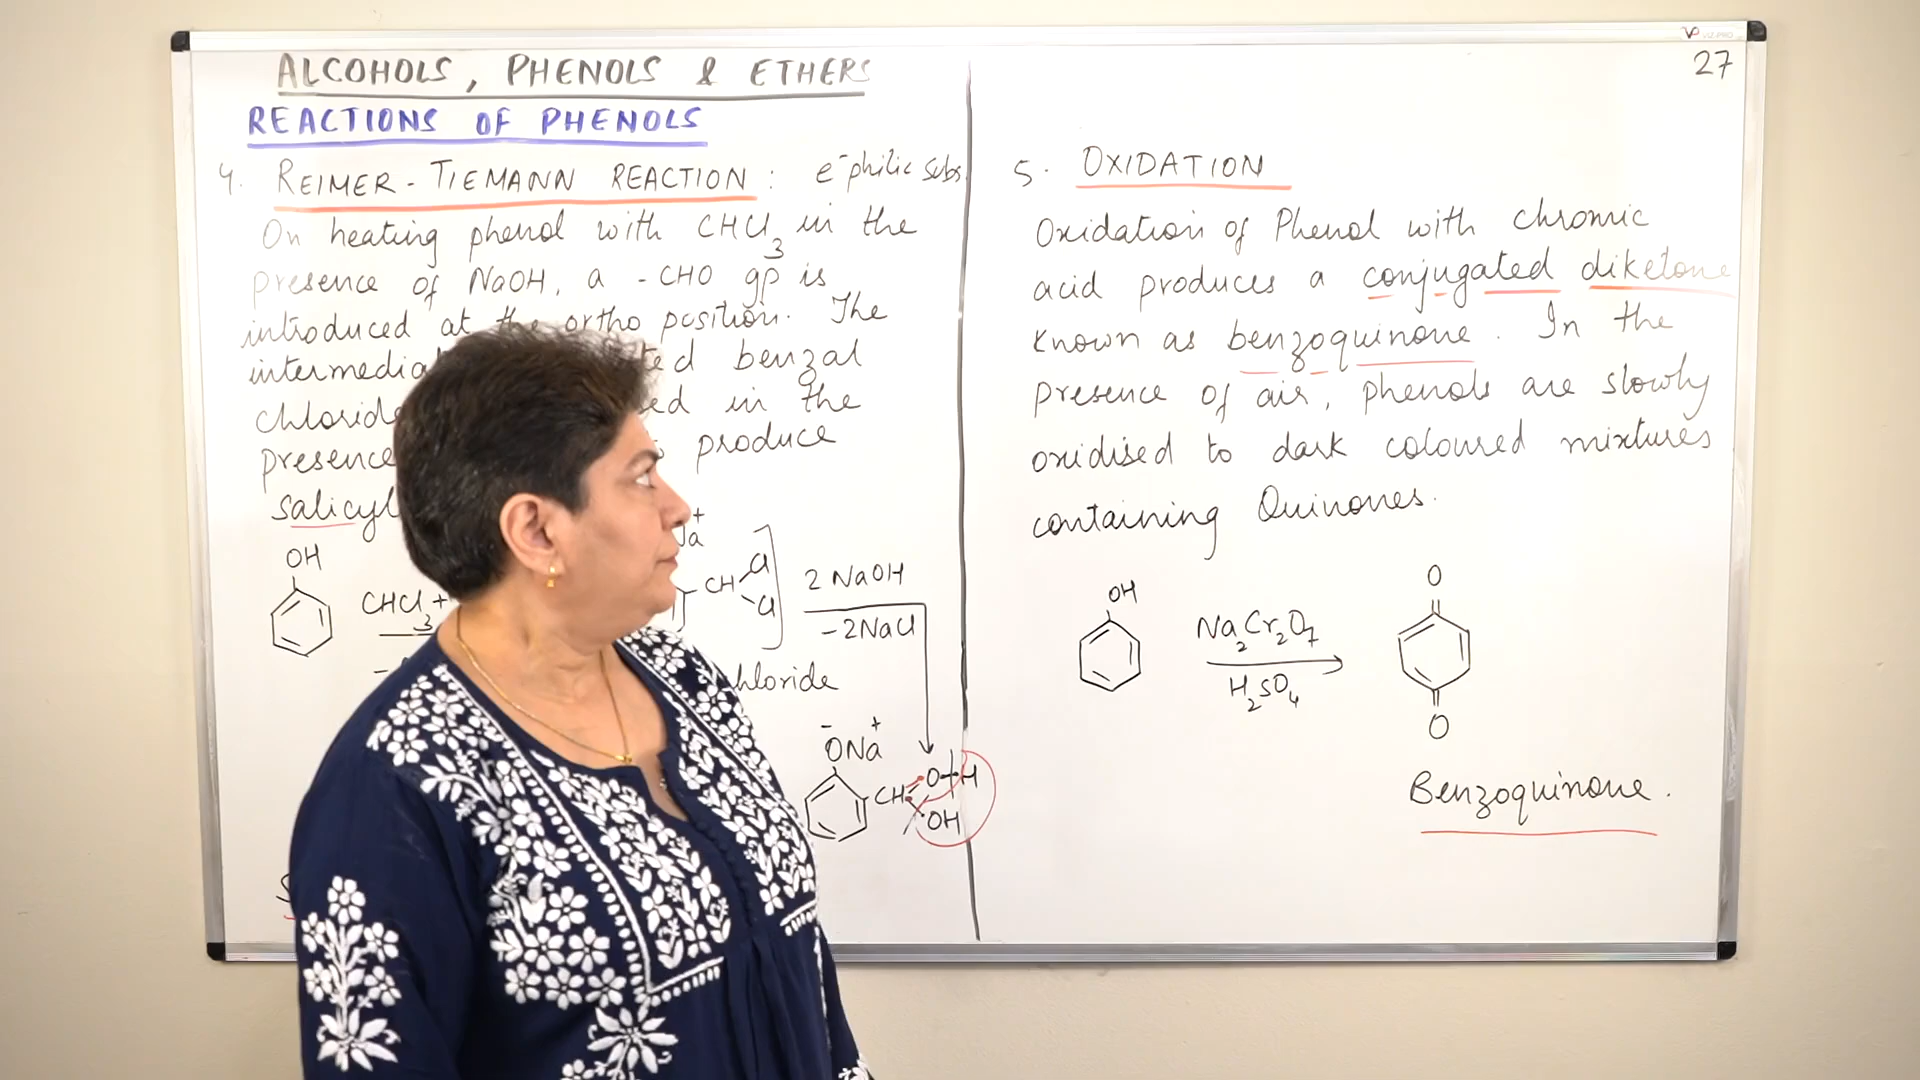 VIZ-PRO
27
ALCOHOLS, PHENOLS & ETHERS
REACTIONS OF PHENOLS
4. REIMER-TIEMANN REACTION : e⁻philic subs
On heating phenol with CHCl₃ in the
presence of NaOH, a -CHO gp is
introduced at the ortho position. The
benzal
chloride in the
presence produce
OH
CHCl₃+
CH Cl
Cl
2 NaOH
-2NaCl
ONa
- +
CH O H
OH
5. OXIDATION
Oxidation of Phenol with chromic
acid produces a conjugated diketone
known as benzoquinone. In the
presence of air, phenols are slowly
oxidised to dark coloured mixtures
containing Quinones.
OH
Na₂Cr₂O₇
H₂SO₄
O
O
Benzoquinone.